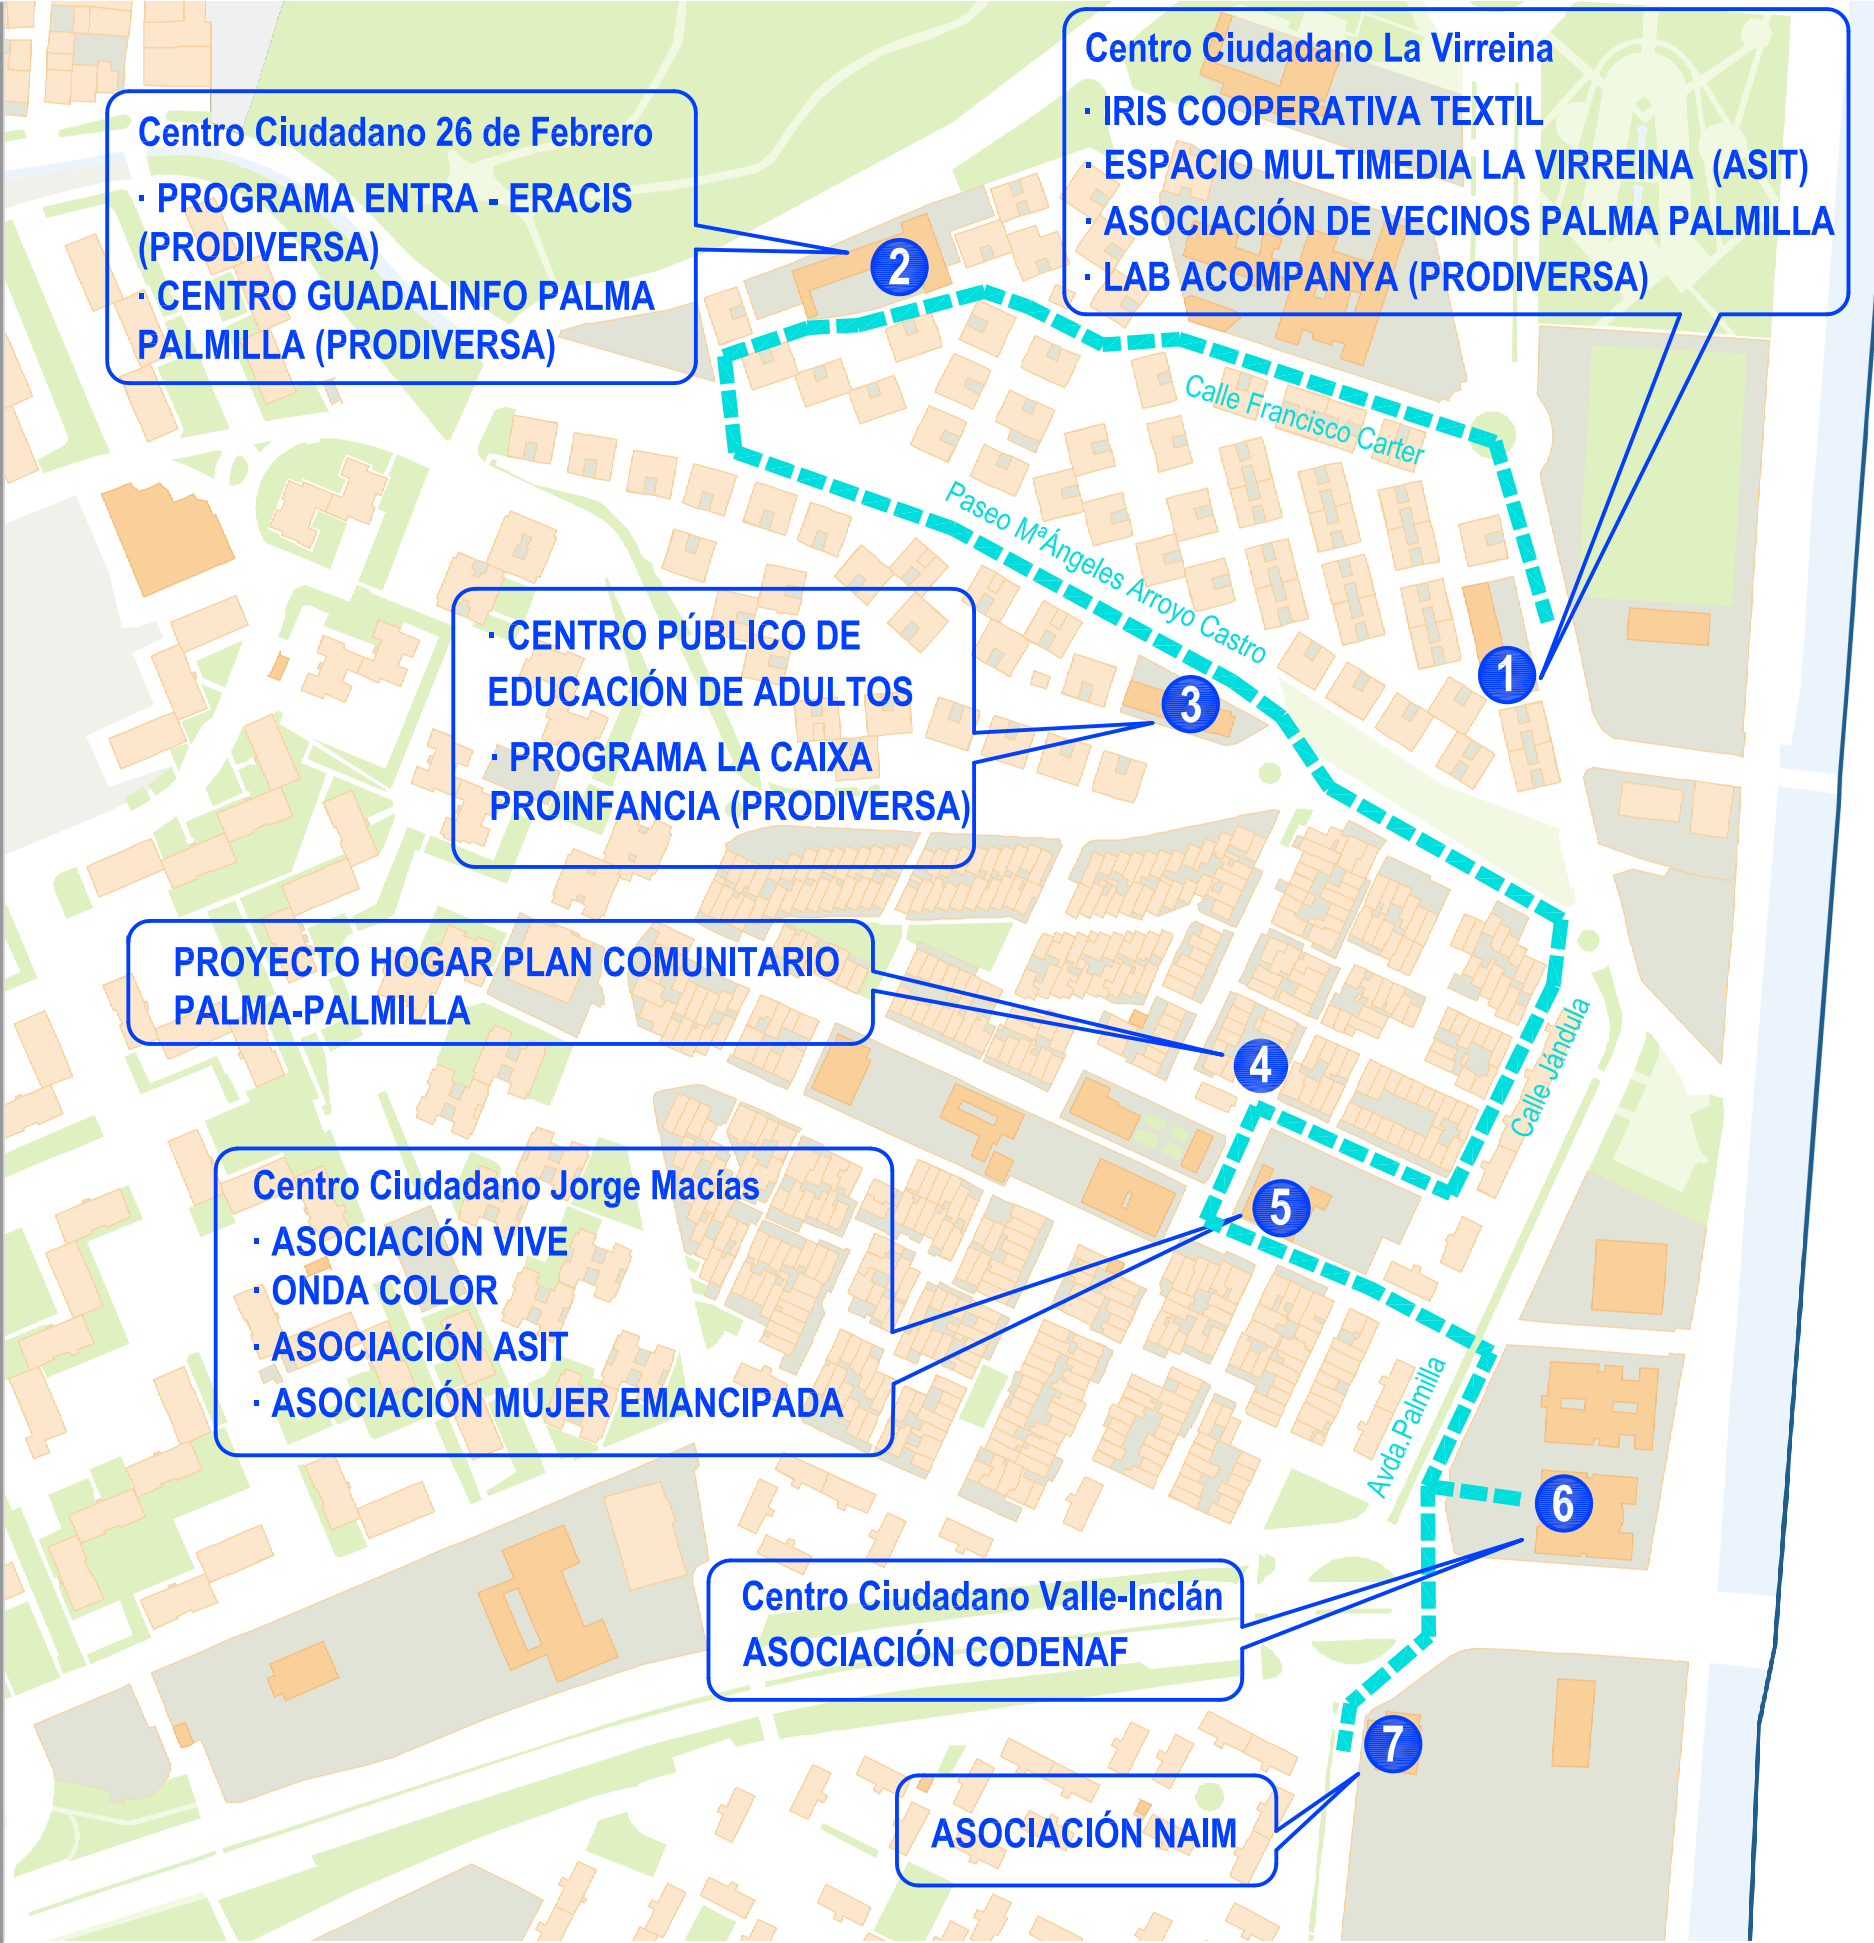 Centro Ciudadano La Virreina
· IRIS COOPERATIVA TEXTIL
· ESPACIO MULTIMEDIA LA VIRREINA (ASIT)
· ASOCIACIÓN DE VECINOS PALMA PALMILLA
· LAB ACOMPANYA (PRODIVERSA)
Centro Ciudadano 26 de Febrero
· PROGRAMA ENTRA - ERACIS
(PRODIVERSA)
· CENTRO GUADALINFO PALMA
PALMILLA (PRODIVERSA)
2
Calle Francisco Carter
Paseo MªÁngeles Arroyo Castro
1
3
· CENTRO PÚBLICO DE
EDUCACIÓN DE ADULTOS
· PROGRAMA LA CAIXA
PROINFANCIA (PRODIVERSA)
PROYECTO HOGAR PLAN COMUNITARIO
PALMA-PALMILLA
4
Calle Jándula
Centro Ciudadano Jorge Macías
· ASOCIACIÓN VIVE
· ONDA COLOR
· ASOCIACIÓN ASIT
· ASOCIACIÓN MUJER EMANCIPADA
5
Avda.Palmilla
6
Centro Ciudadano Valle-Inclán
ASOCIACIÓN CODENAF
7
ASOCIACIÓN NAIM